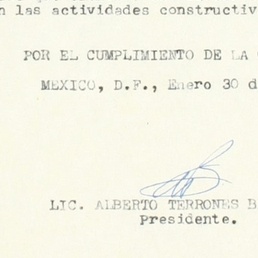 n las actividades constructiv
POR EL CUMPLIMIENTO DE LA
MEXICO, D.F., Enero 30 d
LIC. ALBERTO TERRONES B
Presidente.